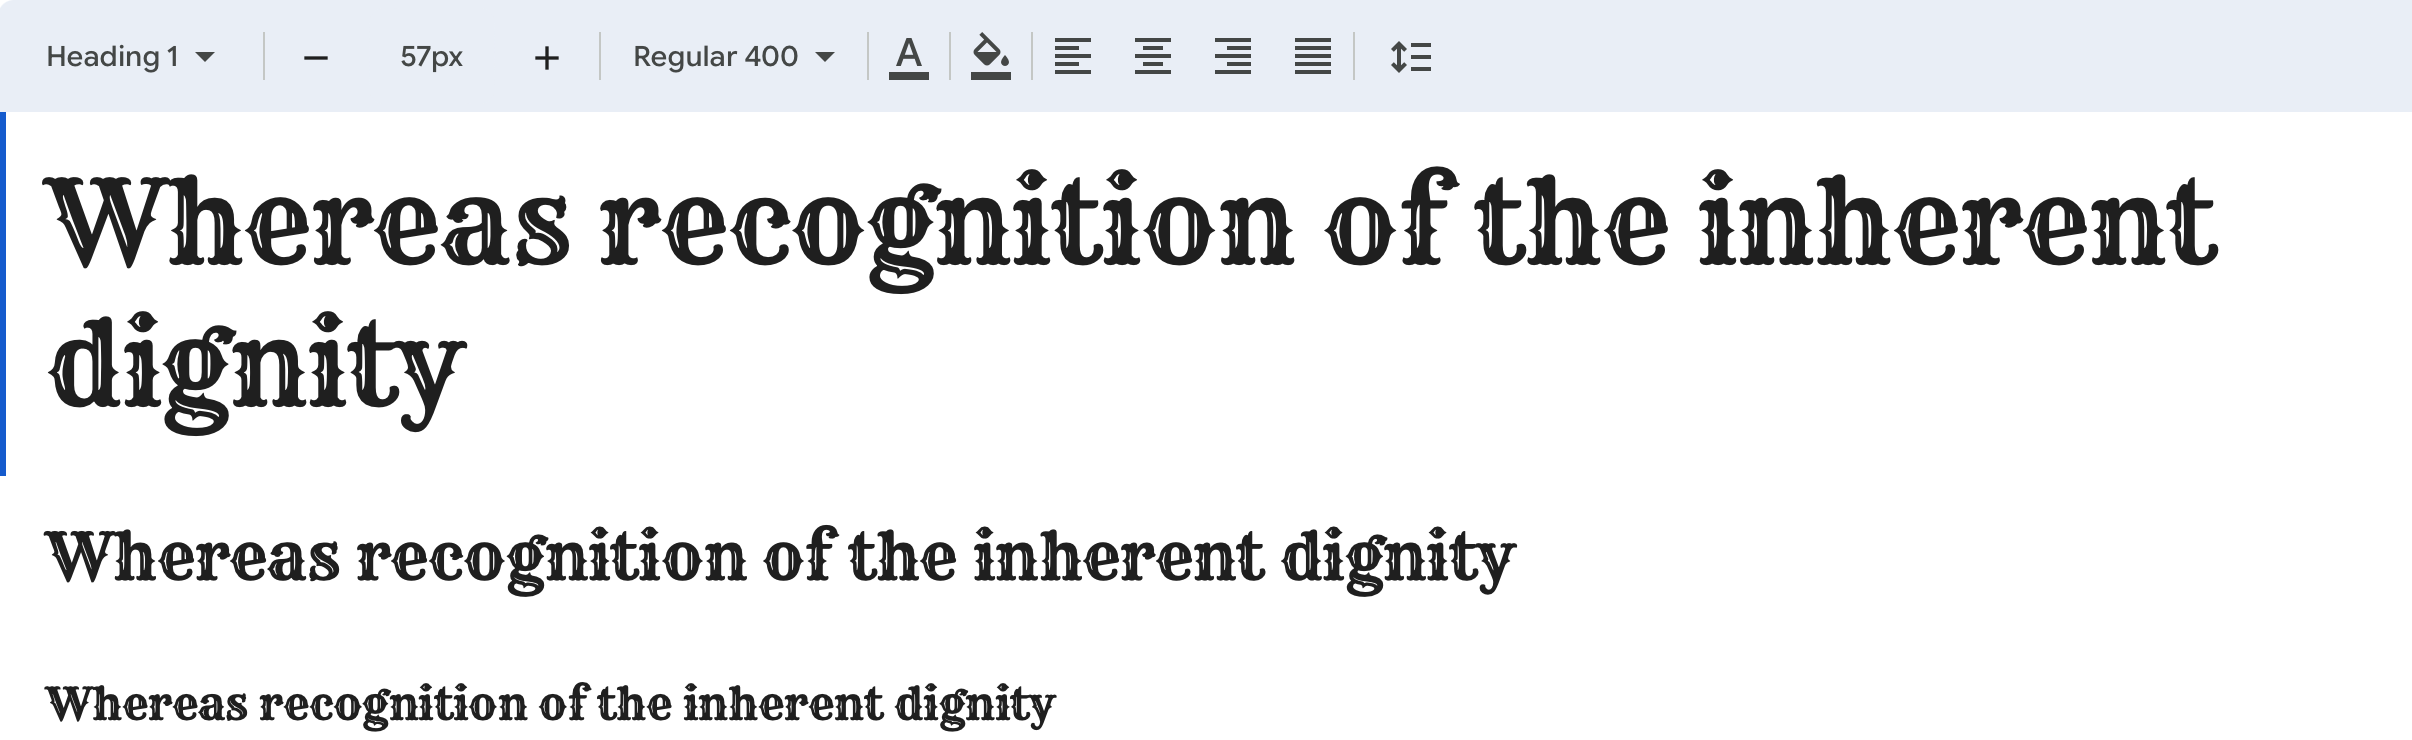 Heading 1 57px Regular 400 A
Whereas recognition of the inherent
dignity
Whereas recognition of the inherent dignity
Whereas recognition of the inherent dignity